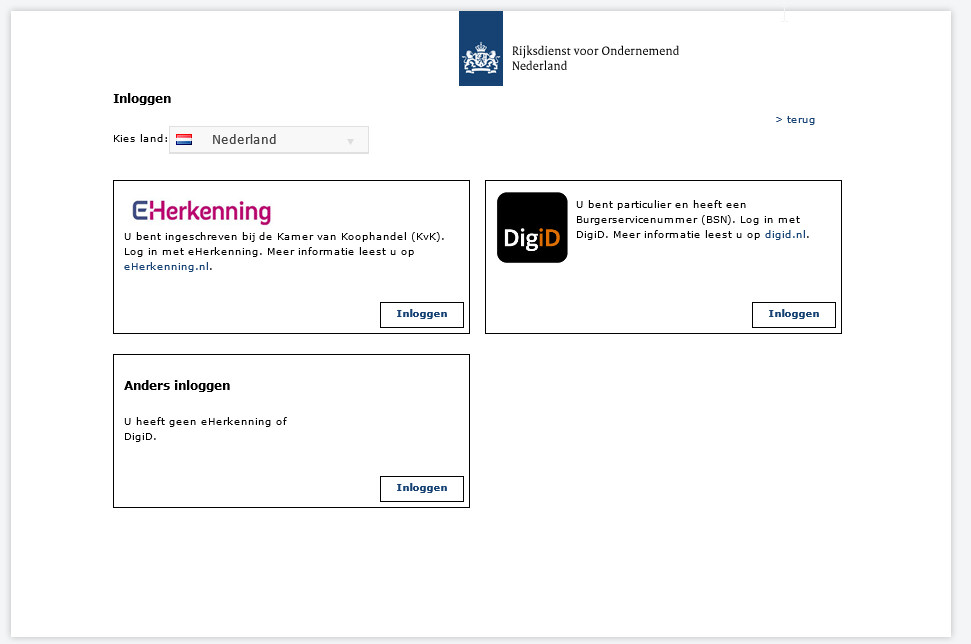 Rijksdienst voor Ondernemend
Nederland
Inloggen
> terug
Kies land:
Nederland
EHerkenning
U bent ingeschreven bij de Kamer van Koophandel (KvK).
Log in met eHerkenning. Meer informatie leest u op
eHerkenning.nl.
Inloggen
DigiD
U bent particulier en heeft een
Burgerservicenummer (BSN). Log in met
DigiD. Meer informatie leest u op digid.nl.
Inloggen
Anders inloggen
U heeft geen eHerkenning of
DigiD.
Inloggen